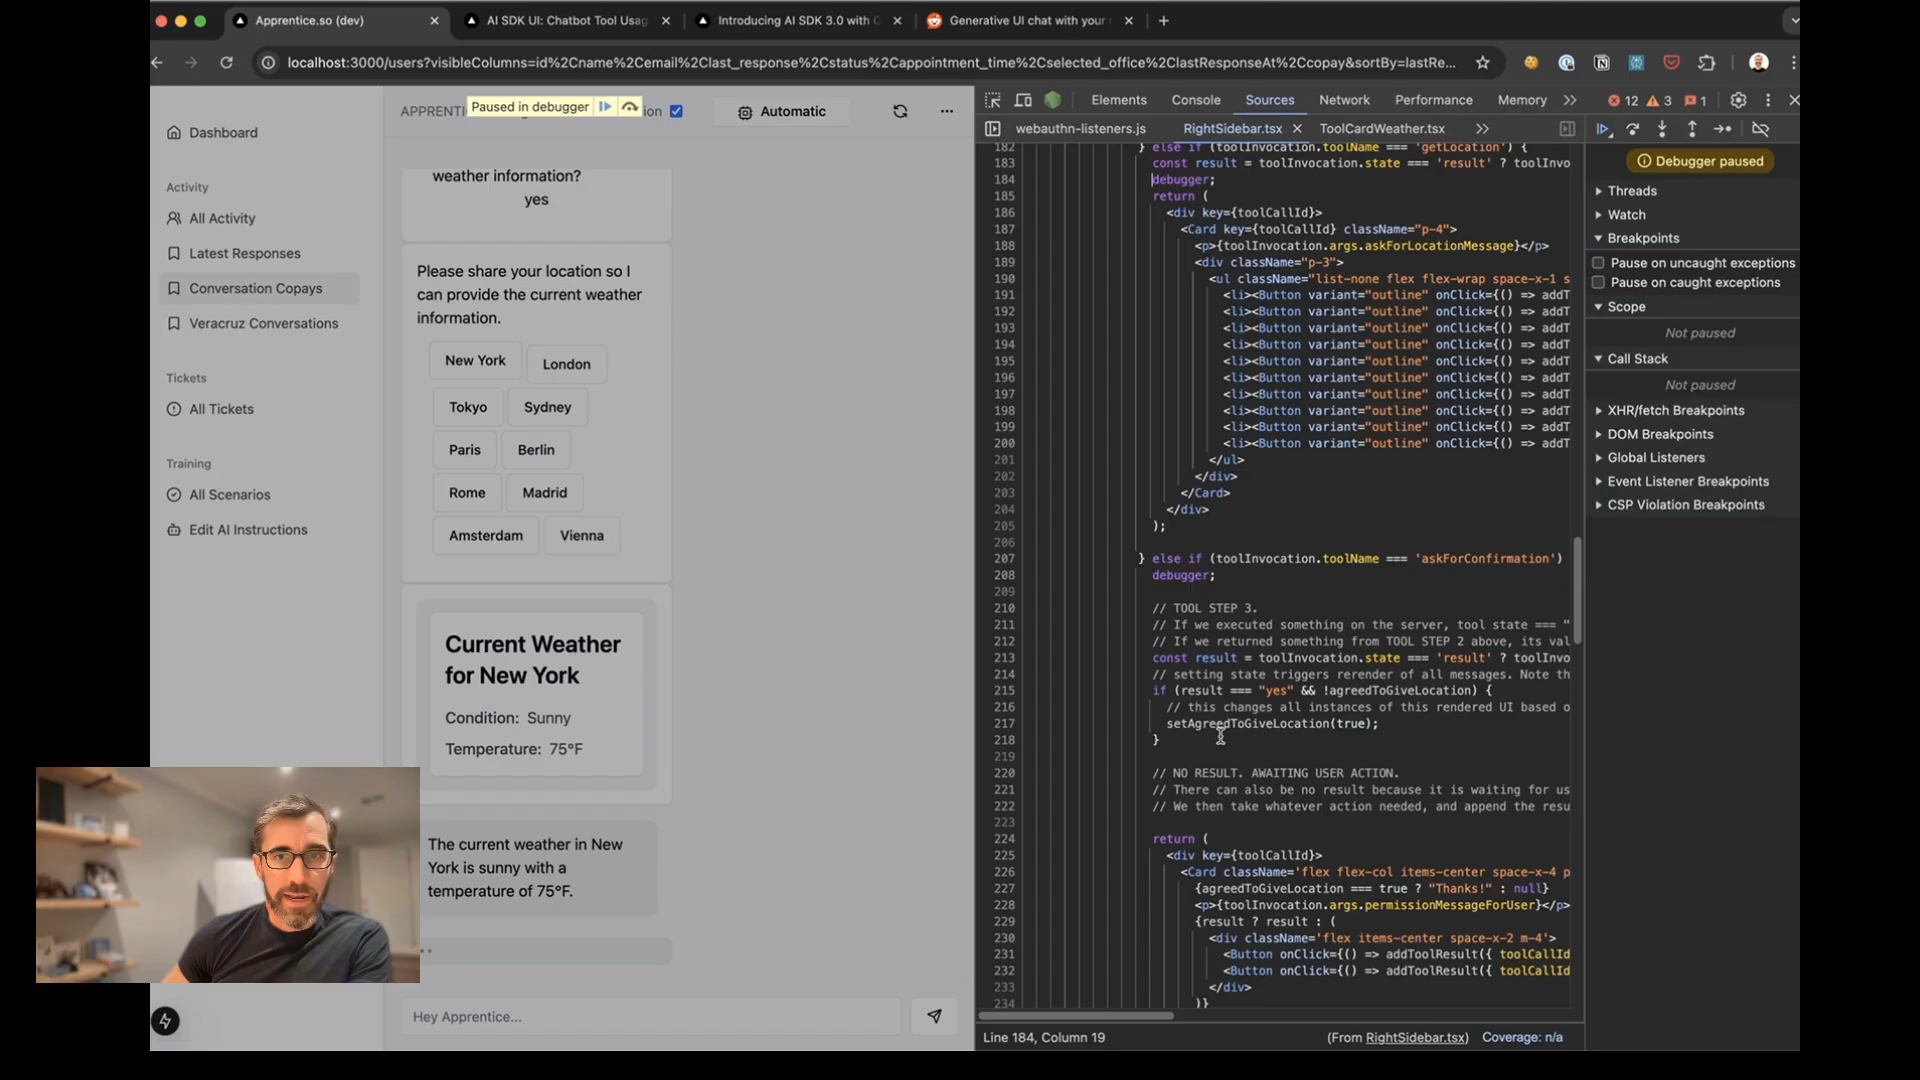 Apprentice.so (dev)
AI SDK UI: Chatbot Tool Usag
Introducing AI SDK 3.0 with G
Generative UI chat with your
localhost:3000/users?visibleColumns=id%2Cname%2Cemail%2Clast_response%2Cstatus%2Cappointment_time%2Cselected_office%2ClastResponseAt%2Ccopay&sortBy=lastRe...
Paused in debugger
APPRENTI
ion
Automatic
Dashboard
Activity
All Activity
Latest Responses
Conversation Copays
Veracruz Conversations
Tickets
All Tickets
Training
All Scenarios
Edit AI Instructions
weather information?
yes
Please share your location so I
can provide the current weather
information.
New York
London
Tokyo
Sydney
Paris
Berlin
Rome
Madrid
Amsterdam
Vienna
Current Weather
for New York
Condition: Sunny
Temperature: 75°F
The current weather in New
York is sunny with a
temperature of 75°F.
Hey Apprentice...
Elements Console Sources Network Performance Memory
12 3 1
webauthn-listeners.js RightSidebar.tsx ToolCardWeather.tsx
182 } else if (toolInvocation.toolName === 'getLocation') {
183 const result = toolInvocation.state === 'result' ? toolInvo
184 debugger;
185 return (
186 <div key={toolCallId}>
187 <Card key={toolCallId} className="p-4">
188 <p>{toolInvocation.args.askForLocationMessage}</p>
189 <div className="p-3">
190 <ul className="list-none flex flex-wrap space-x-1 s
191 <li><Button variant="outline" onClick={() => addT
192 <li><Button variant="outline" onClick={() => addT
193 <li><Button variant="outline" onClick={() => addT
194 <li><Button variant="outline" onClick={() => addT
195 <li><Button variant="outline" onClick={() => addT
196 <li><Button variant="outline" onClick={() => addT
197 <li><Button variant="outline" onClick={() => addT
198 <li><Button variant="outline" onClick={() => addT
199 <li><Button variant="outline" onClick={() => addT
200 <li><Button variant="outline" onClick={() => addT
201 </ul>
202 </div>
203 </Card>
204 </div>
205 );
206
207 } else if (toolInvocation.toolName === 'askForConfirmation')
208 debugger;
209
210 // TOOL STEP 3.
211 // If we executed something on the server, tool state === "
212 // If we returned something from TOOL STEP 2 above, its val
213 const result = toolInvocation.state === 'result' ? toolInvo
214 // setting state triggers rerender of all messages. Note th
215 if (result === "yes" && !agreedToGiveLocation) {
216 // this changes all instances of this rendered UI based o
217 setAgreedToGiveLocation(true);
218 }
219
220 // NO RESULT. AWAITING USER ACTION.
221 // There can also be no result because it is waiting for us
222 // We then take whatever action needed, and append the resu
223
224 return (
225 <div key={toolCallId}>
226 <Card className='flex flex-col items-center space-x-4 p
227 {agreedToGiveLocation === true ? "Thanks!" : null}
228 <p>{toolInvocation.args.permissionMessageForUser}</p>
229 {result ? result : (
230 <div className='flex items-center space-x-2 m-4'>
231 <Button onClick={() => addToolResult({ toolCallId
232 <Button onClick={() => addToolResult({ toolCallId
233 </div>
234 )}
Line 184, Column 19
(From RightSidebar.tsx)
Coverage: n/a
Debugger paused
Threads
Watch
Breakpoints
Pause on uncaught exceptions
Pause on caught exceptions
Scope
Not paused
Call Stack
Not paused
XHR/fetch Breakpoints
DOM Breakpoints
Global Listeners
Event Listener Breakpoints
CSP Violation Breakpoints